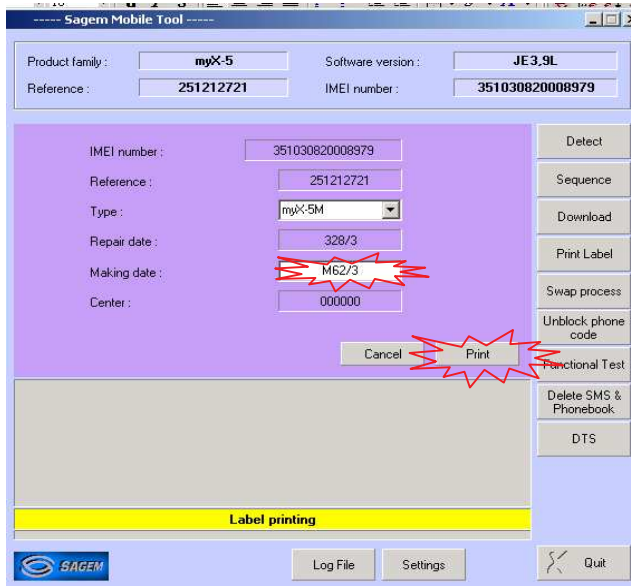 ----- Sagem Mobile Tool -----
Product family : myX-5 Software version : JE3,9L
Reference : 251212721 IMEI number : 351030820008979
IMEI number : 351030820008979
Reference : 251212721
Type : myX-5M
Repair date : 328/3
Making date : M62/3
Center : 000000
Cancel Print
Detect
Sequence
Download
Print Label
Swap process
Unblock phone
code
Functional Test
Delete SMS &
Phonebook
DTS
Label printing
SAGEM Log File Settings Quit